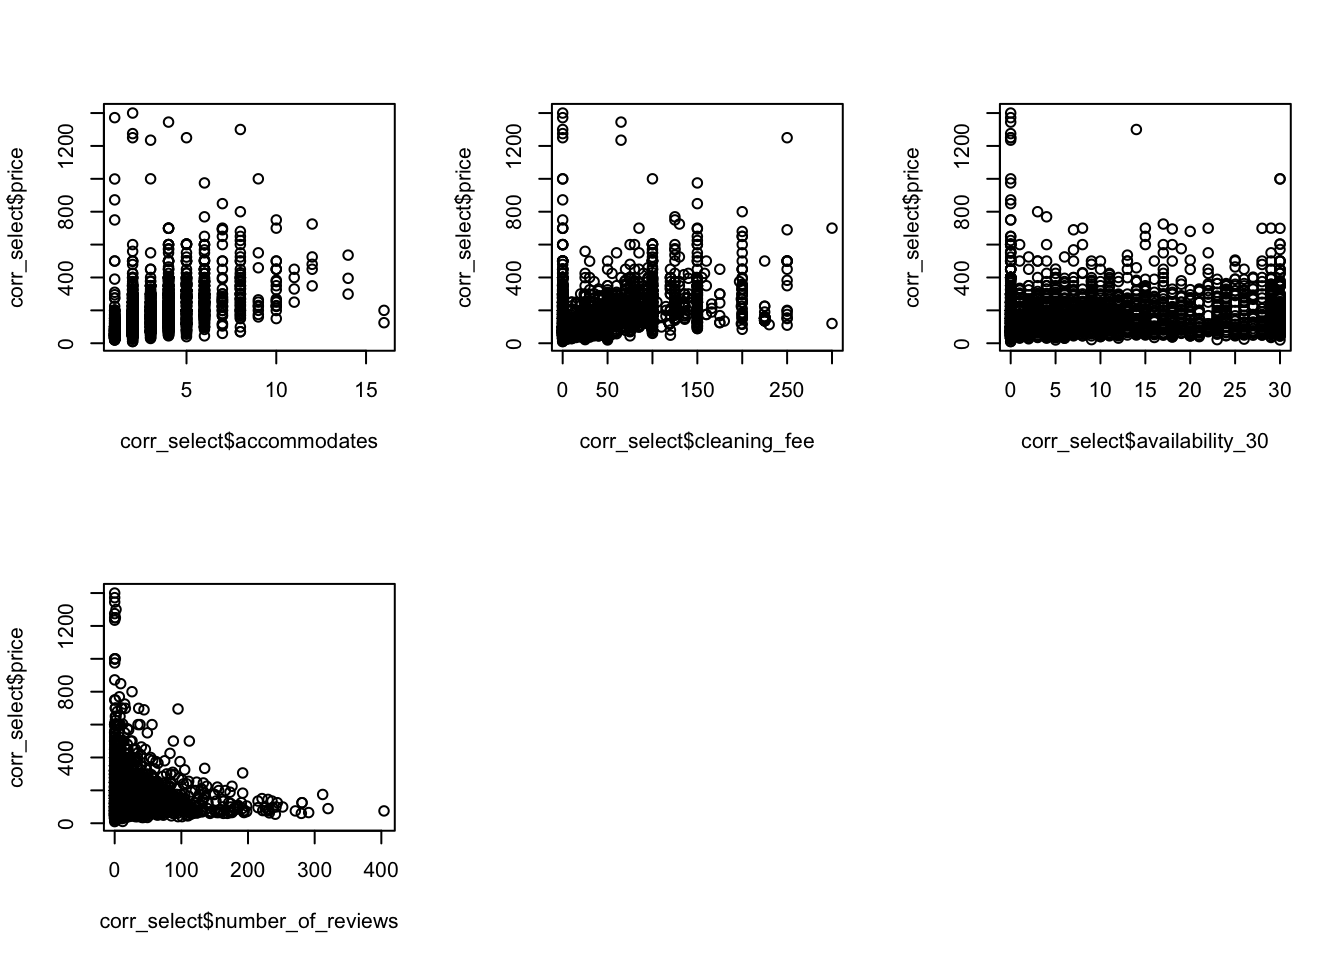 corr_select$price
0 400 800 1200
5 10 15
corr_select$accommodates
corr_select$price
0 400 800 1200
0 50 150 250
corr_select$cleaning_fee
corr_select$price
0 400 800 1200
0 5 10 15 20 25 30
corr_select$availability_30
corr_select$price
0 400 800 1200
0 100 200 300 400
corr_select$number_of_reviews